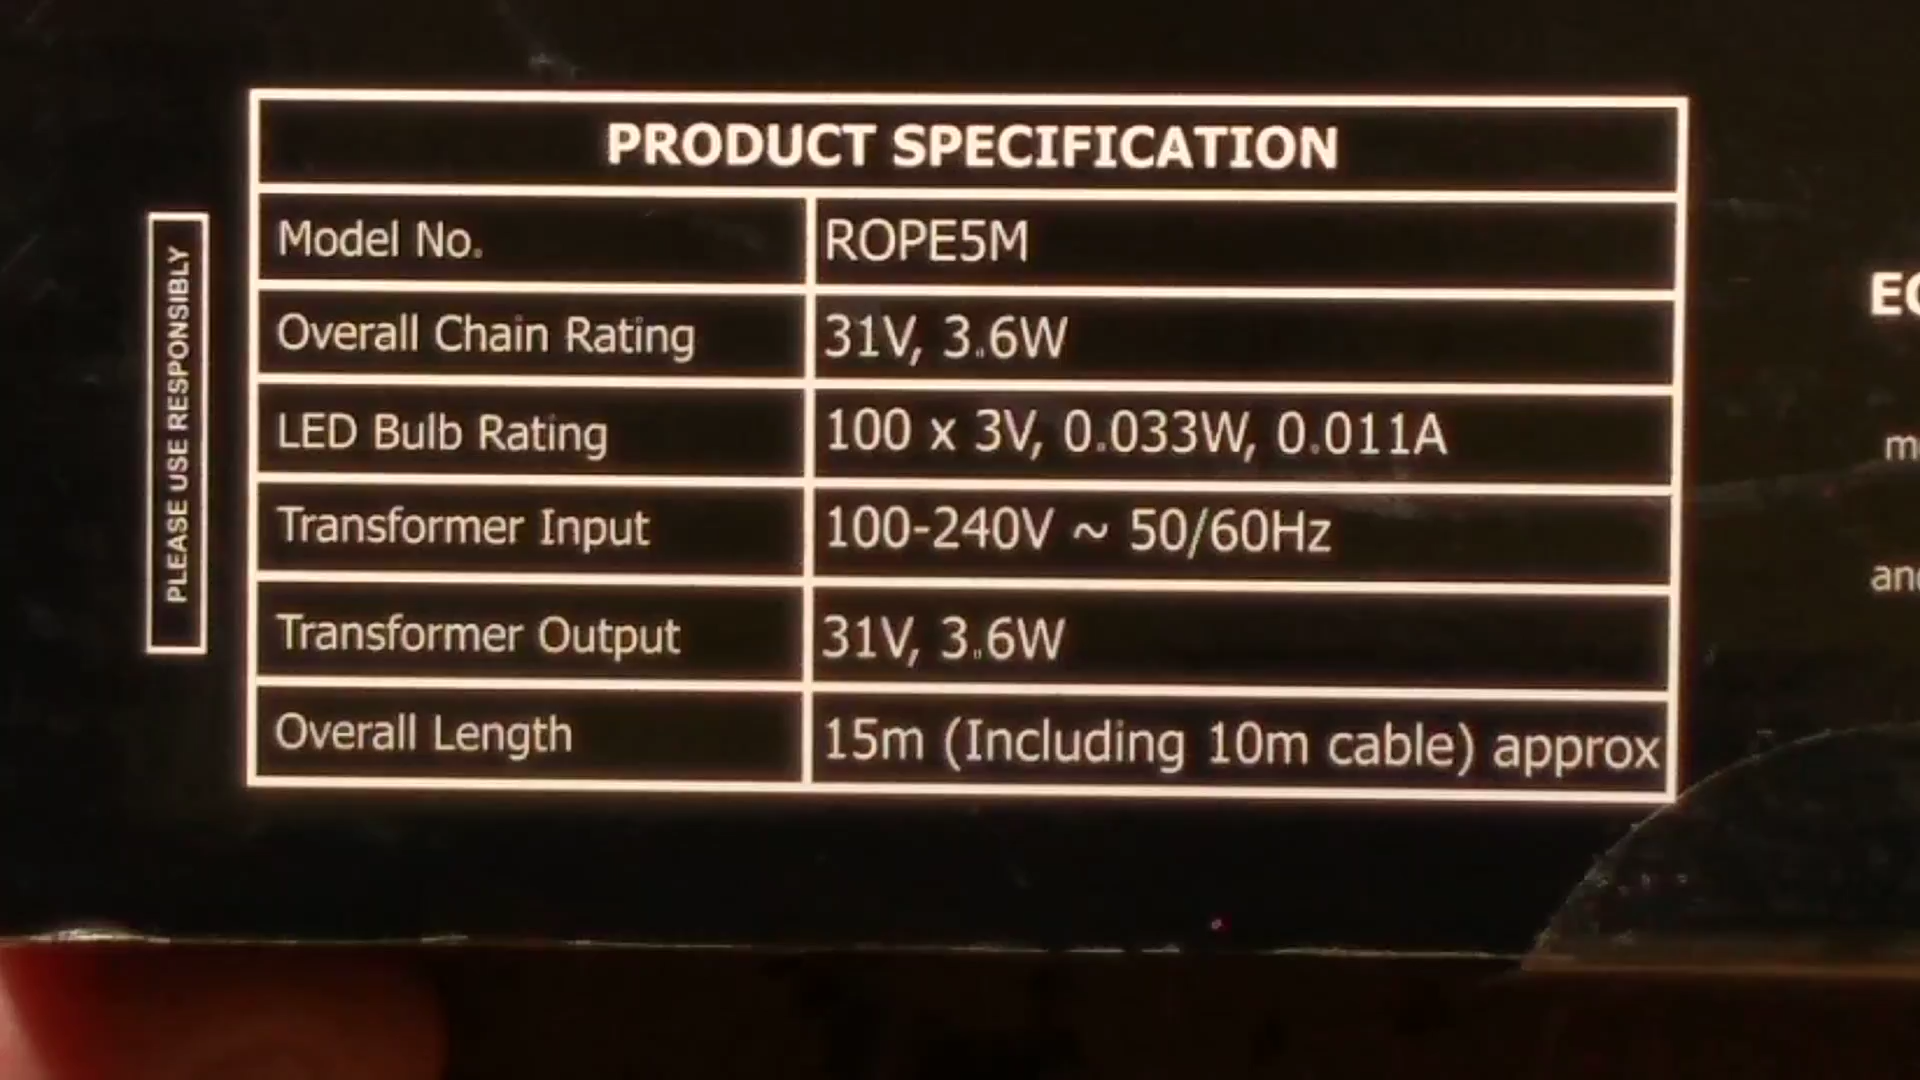 PRODUCT SPECIFICATION
Model No. ROPE5M
Overall Chain Rating 31V, 3.6W
LED Bulb Rating 100 x 3V, 0.033W, 0.011A
Transformer Input 100-240V ~ 50/60Hz
Transformer Output 31V, 3.6W
Overall Length 15m (Including 10m cable) approx
PLEASE USE RESPONSIBLY